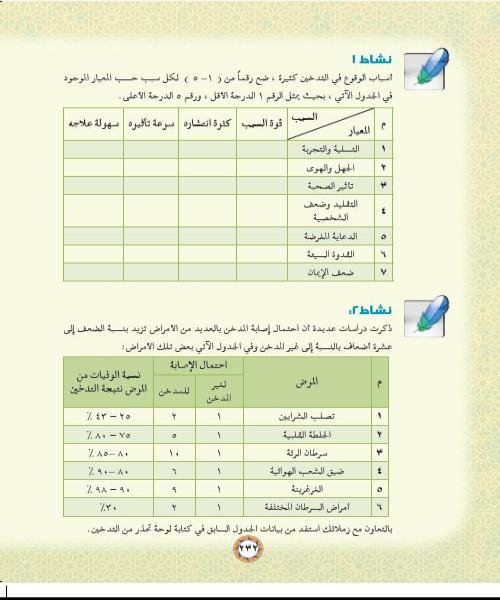 نشاط ١
أسباب الوقوع في التدخين كثيرة ، ضح رقماً من ( ١- ٥ ) لكل سبب حسب المعيار الموجود
في الجدول الآتي ، بحيث يمثل الرقم ١ الدرجة الأقل ، ورقم ٥ الدرجة الأعلى.
م السبب المعيار قوة السبب كثرة انتشاره سرعة تأثيره سهولة علاجه
١ التسلية والتجربة
٢ الجهل والهوى
٣ تأثير الصحبة
٤ التقليد وضعف
الشخصية
٥ الدعاية المغرضة
٦ القدوة السيئة
٧ ضعف الإيمان
نشاط ٢:
ذكرت دراسات عديدة أن احتمال إصابة المدخن بالعديد من الأمراض تزيد بنسبة الضعف إلى
عشرة أضعاف بالنسبة إلى غير المدخن وفي الجدول الآتي بعض تلك الأمراض:
م المرض احتمال الإصابة نسبة الوفيات من
المرض نتيجة التدخين
لغير
المدخن للمدخن
١ تصلب الشرايين ١ ٢ ٢٥ – ٤٣ ٪
٢ الجلطة القلبية ١ ٥ ٧٥ – ٨٠ ٪
٣ سرطان الرئة ١ ١٠ ٨٠ –٨٥ ٪
٤ ضيق الشعب الهوائية ١ ٦ ٨٠ – ٩٠ ٪
٥ الغرغرينة ١ ٩ ٩٠ – ٩٨ ٪
٦ أمراض السرطان المختلفة ١ ٢ ٣٠٪
بالتعاون مع زملائك استفد من بيانات الجدول السابق في كتابة لوحة تحذر من التدخين.
٢٣٢